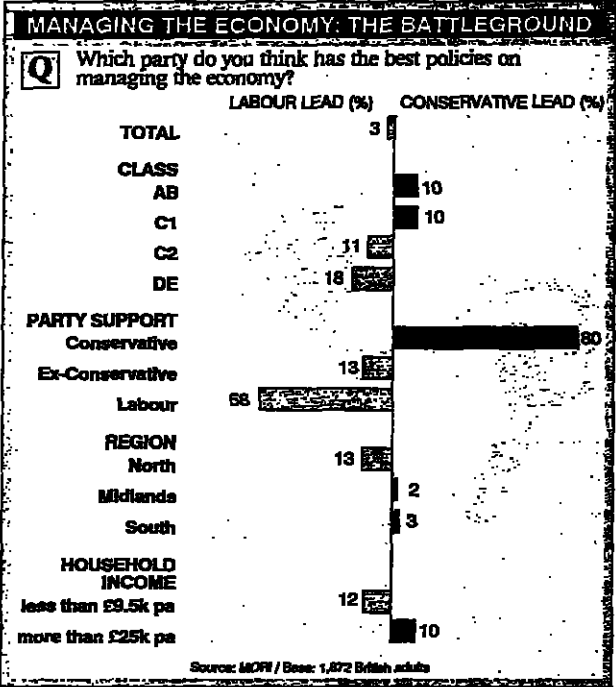 MANAGING THE ECONOMY: THE BATTLEGROUND
Q Which party do you think has the best policies on
managing the economy?
LABOUR LEAD (%) CONSERVATIVE LEAD (%)
TOTAL 3
CLASS
AB 10
C1 10
C2 11
DE 18
PARTY SUPPORT
Conservative 80
Ex-Conservative 13
Labour 58
REGION
North 13
Midlands 2
South 3
HOUSEHOLD
INCOME
less than £9.5k pa 12
more than £25k pa 10
Source: MORI / Base: 1,872 British adults